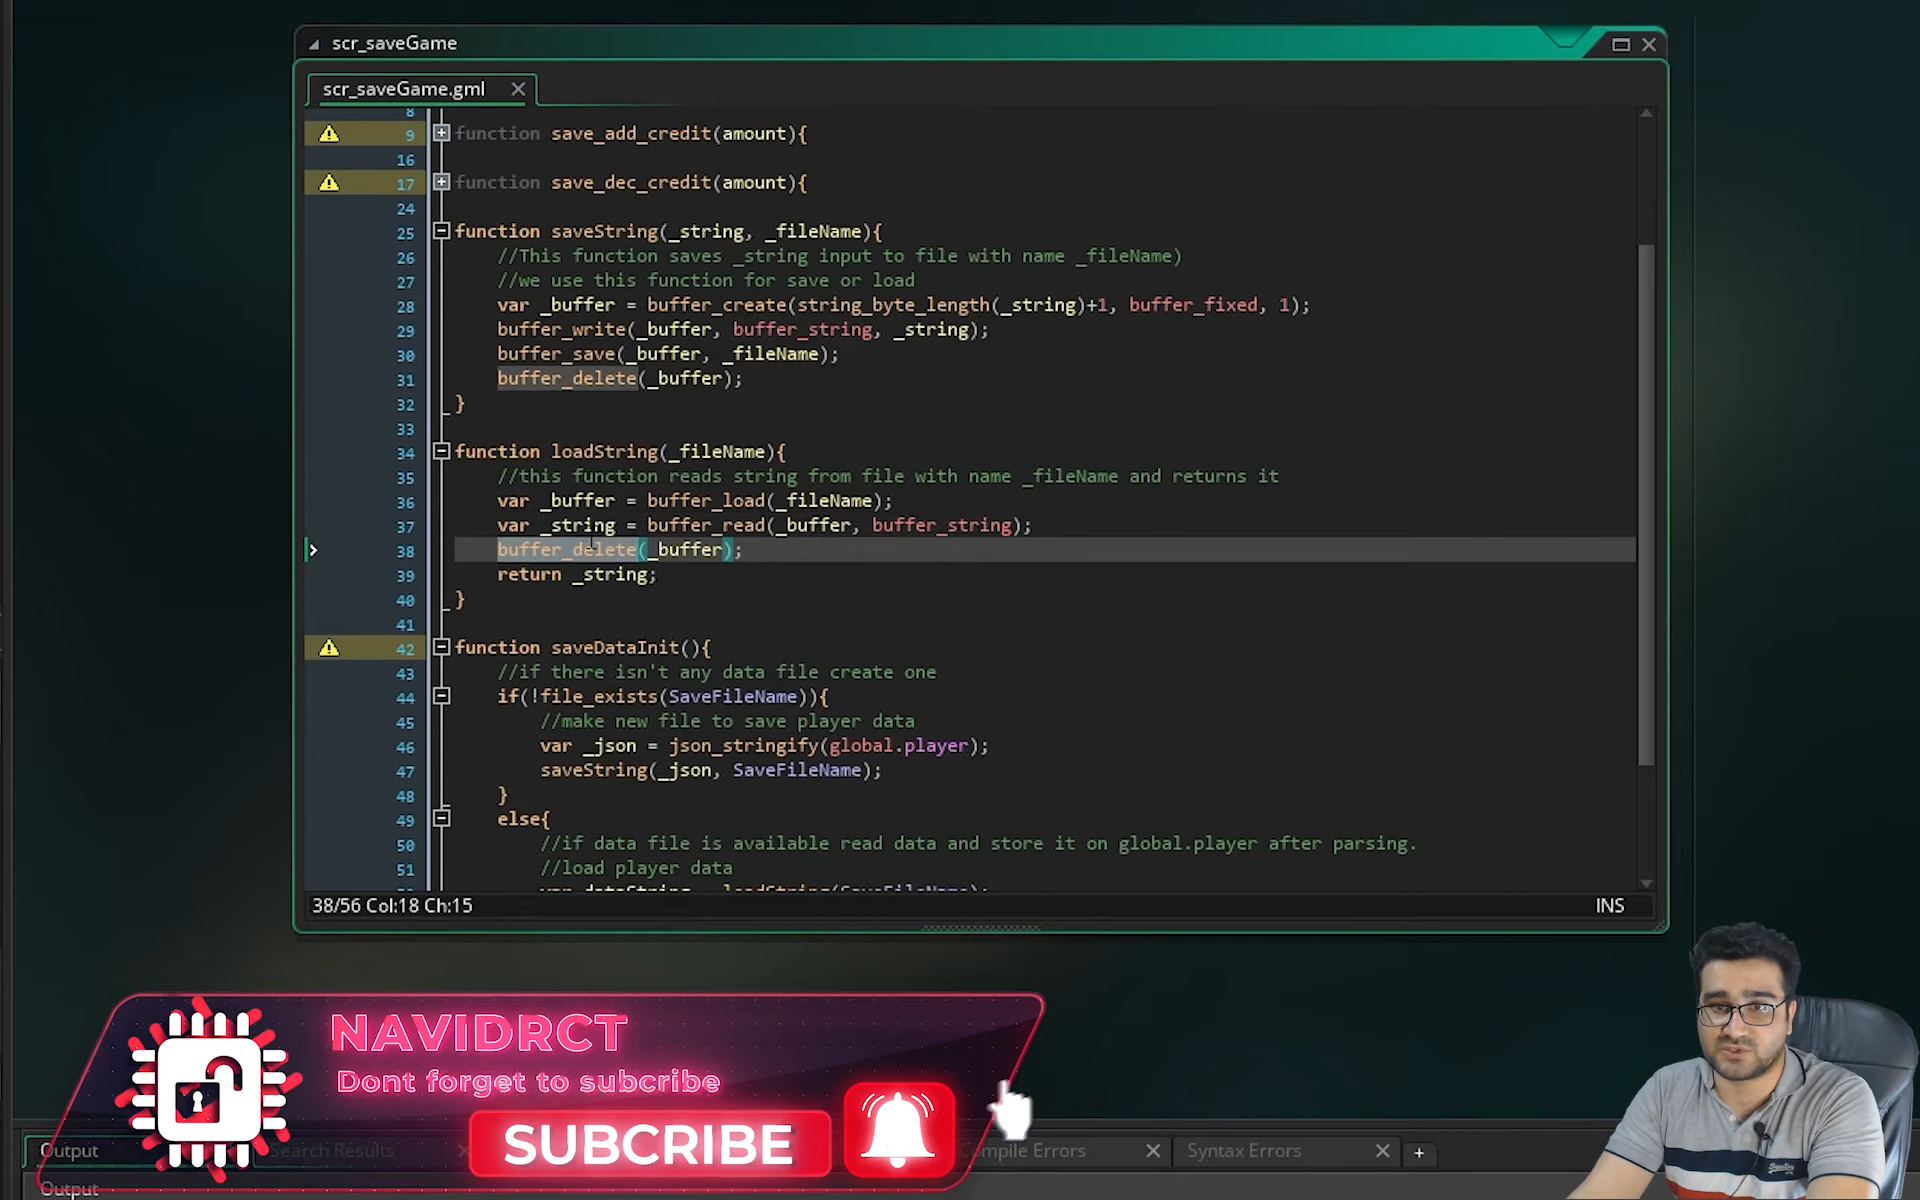 scr_saveGame
scr_saveGame.gml
8
9 function save_add_credit(amount){
16
17 function save_dec_credit(amount){
24
25 function saveString(_string, _fileName){
26 //This function saves _string input to file with name _fileName)
27 //we use this function for save or load
28 var _buffer = buffer_create(string_byte_length(_string)+1, buffer_fixed, 1);
29 buffer_write(_buffer, buffer_string, _string);
30 buffer_save(_buffer, _fileName);
31 buffer_delete(_buffer);
32 }
33
34 function loadString(_fileName){
35 //this function reads string from file with name _fileName and returns it
36 var _buffer = buffer_load(_fileName);
37 var _string = buffer_read(_buffer, buffer_string);
38 buffer_delete(_buffer);
39 return _string;
40 }
41
42 function saveDataInit(){
43 //if there isn't any data file create one
44 if(!file_exists(SaveFileName)){
45 //make new file to save player data
46 var _json = json_stringify(global.player);
47 saveString(_json, SaveFileName);
48 }
49 else{
50 //if data file is available read data and store it on global.player after parsing.
51 //load player data
38/56 Col:18 Ch:15
INS
NAVIDRCT
Dont forget to subcribe
SUBCRIBE
Output
Search Results
Compile Errors
Syntax Errors
Output